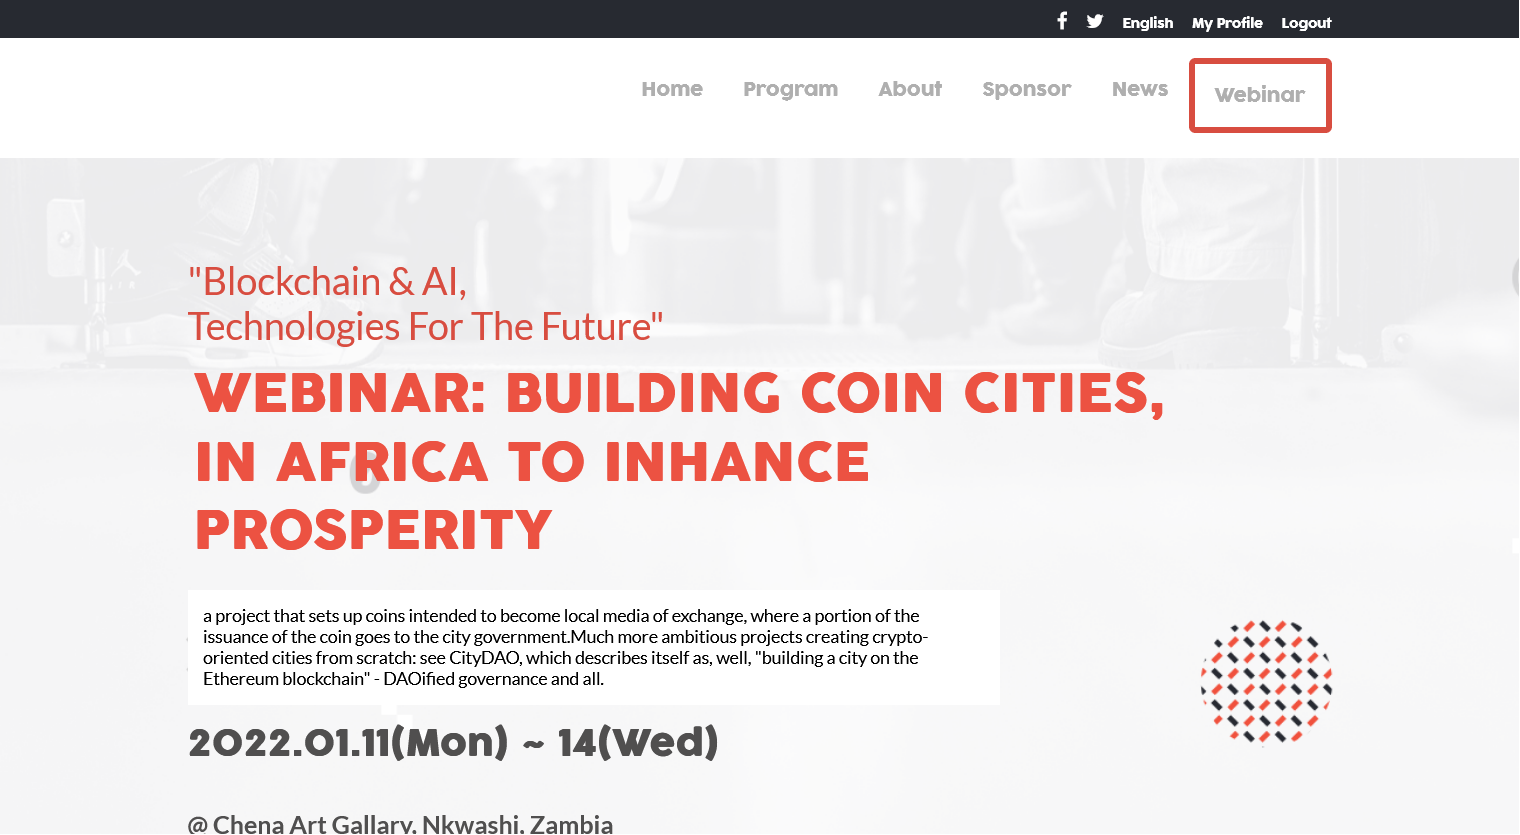 English My Profile Logout
Home Program About Sponsor News Webinar
"Blockchain & AI,
Technologies For The Future"
WEBINAR: BUILDING COIN CITIES,
IN AFRICA TO INHANCE
PROSPERITY
a project that sets up coins intended to become local media of exchange, where a portion of the
issuance of the coin goes to the city government.Much more ambitious projects creating crypto-
oriented cities from scratch: see CityDAO, which describes itself as, well, "building a city on the
Ethereum blockchain" - DAOified governance and all.
2022.01.11(Mon) ~ 14(Wed)
@ Chena Art Gallary, Nkwashi, Zambia